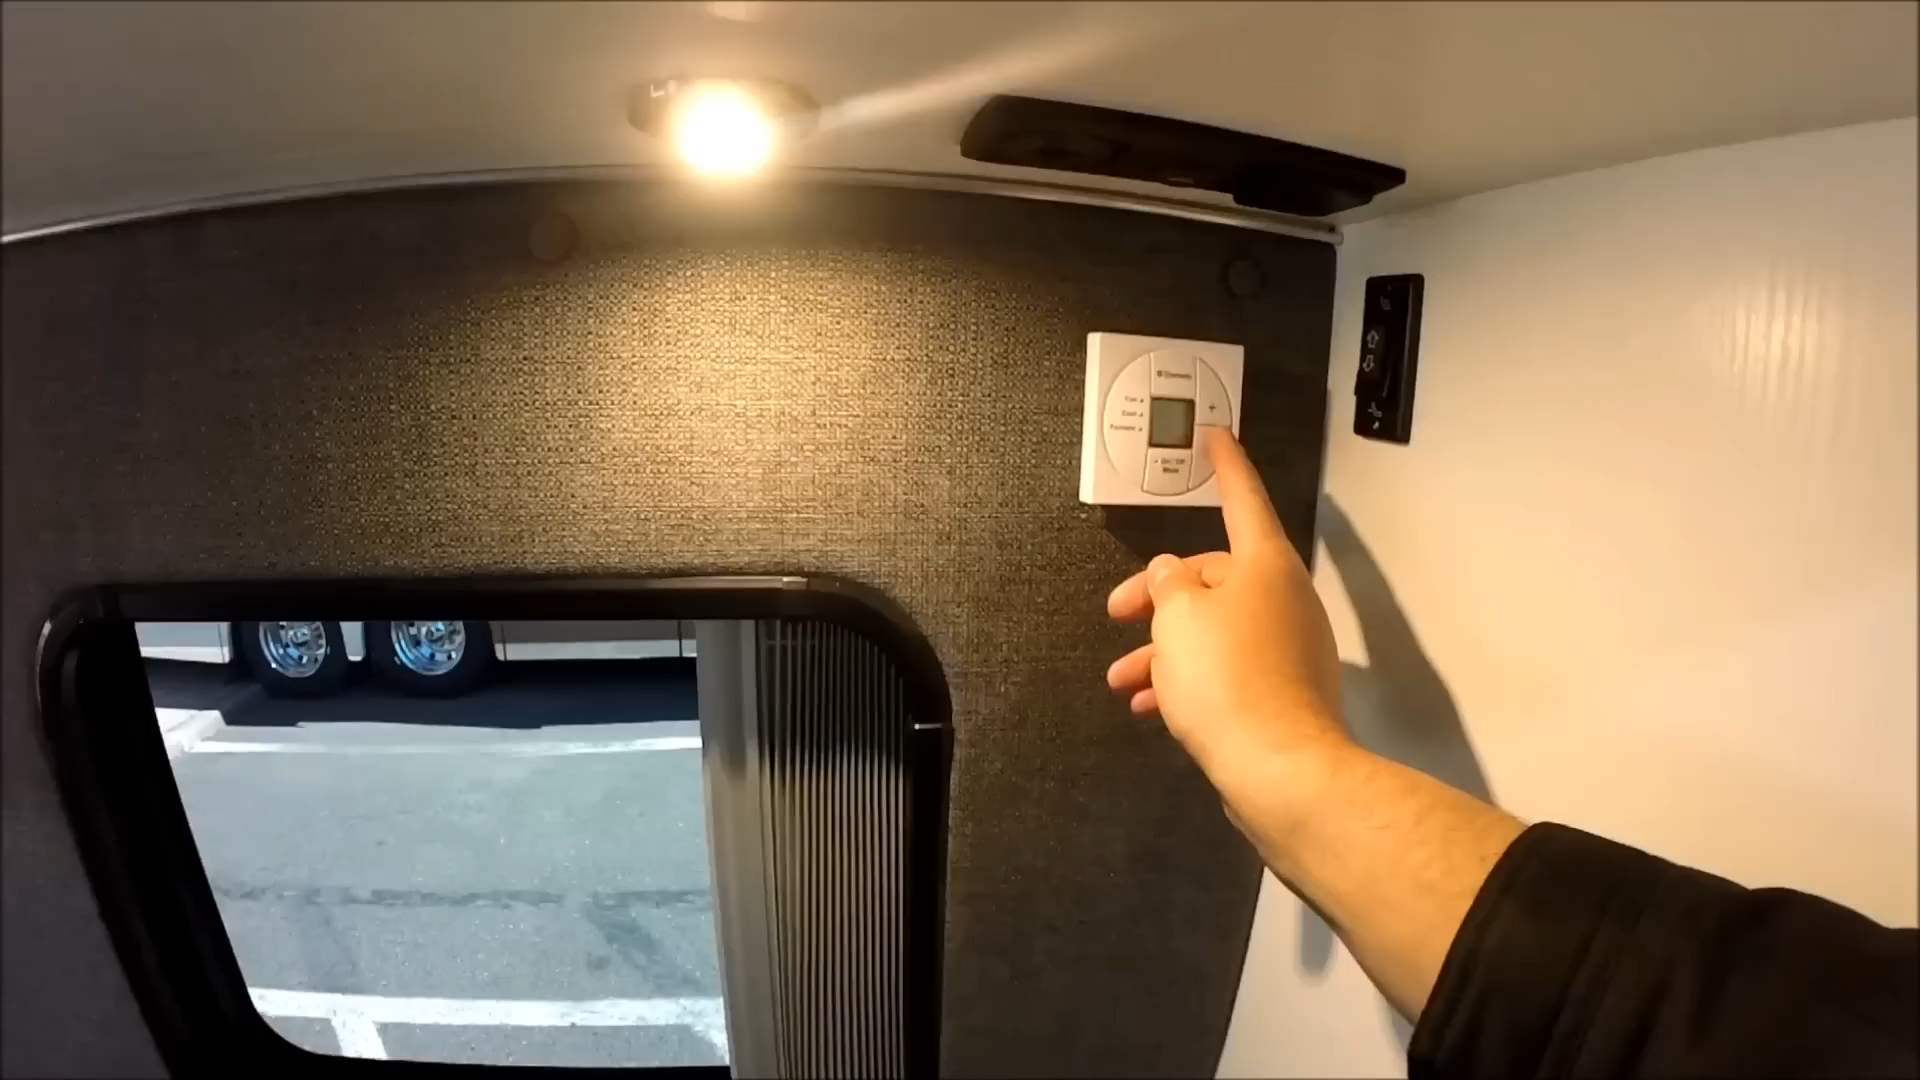 Dometic
+
Fan
Cool
Furnace
On / Off
Mode